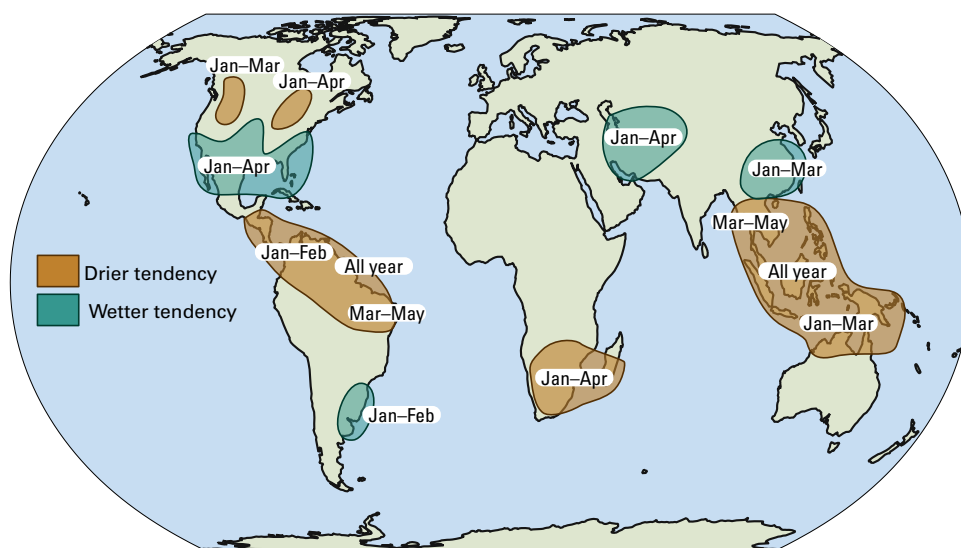 Jan–Mar
Jan–Apr
Jan–Apr
Jan–Apr
Jan–Mar
Mar–May
Jan–Feb
All year
All year
Drier tendency
Wetter tendency
Mar–May
Jan–Mar
Jan–Apr
Jan–Feb